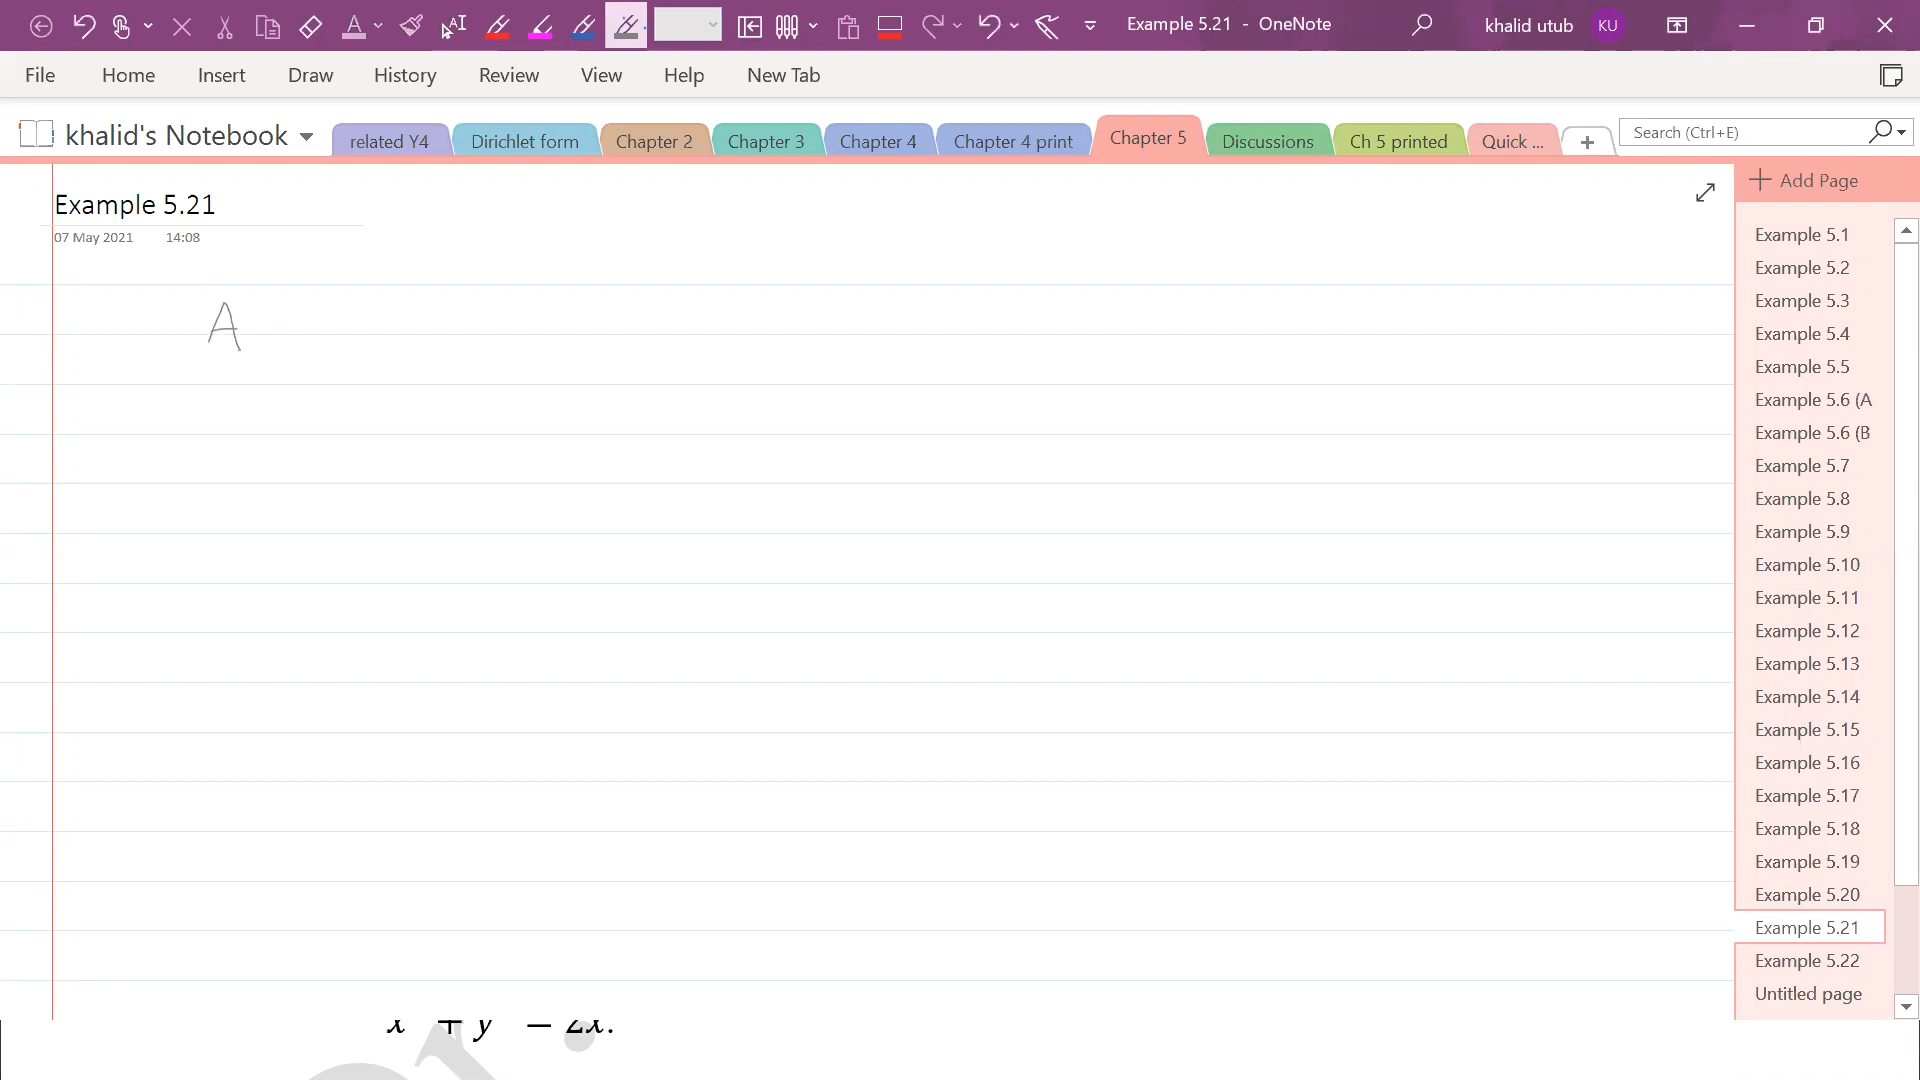 Example 5.21 - OneNote
khalid utub
KU
File Home Insert Draw History Review View Help New Tab
khalid's Notebook
related Y4
Dirichlet form
Chapter 2
Chapter 3
Chapter 4
Chapter 4 print
Chapter 5
Discussions
Ch 5 printed
Quick ...
Search (Ctrl+E)
Example 5.21
07 May 2021 14:08
A
Add Page
Example 5.1
Example 5.2
Example 5.3
Example 5.4
Example 5.5
Example 5.6 (A
Example 5.6 (B
Example 5.7
Example 5.8
Example 5.9
Example 5.10
Example 5.11
Example 5.12
Example 5.13
Example 5.14
Example 5.15
Example 5.16
Example 5.17
Example 5.18
Example 5.19
Example 5.20
Example 5.21
Example 5.22
Untitled page
x + y = 2x.